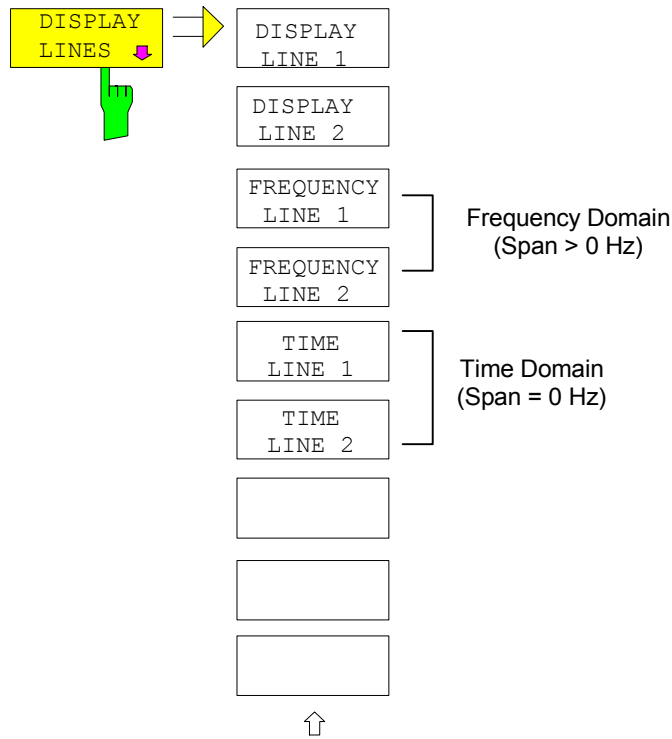 DISPLAY
LINES
DISPLAY
LINE 1
DISPLAY
LINE 2
FREQUENCY
LINE 1
FREQUENCY
LINE 2
Frequency Domain
(Span > 0 Hz)
TIME
LINE 1
TIME
LINE 2
Time Domain
(Span = 0 Hz)